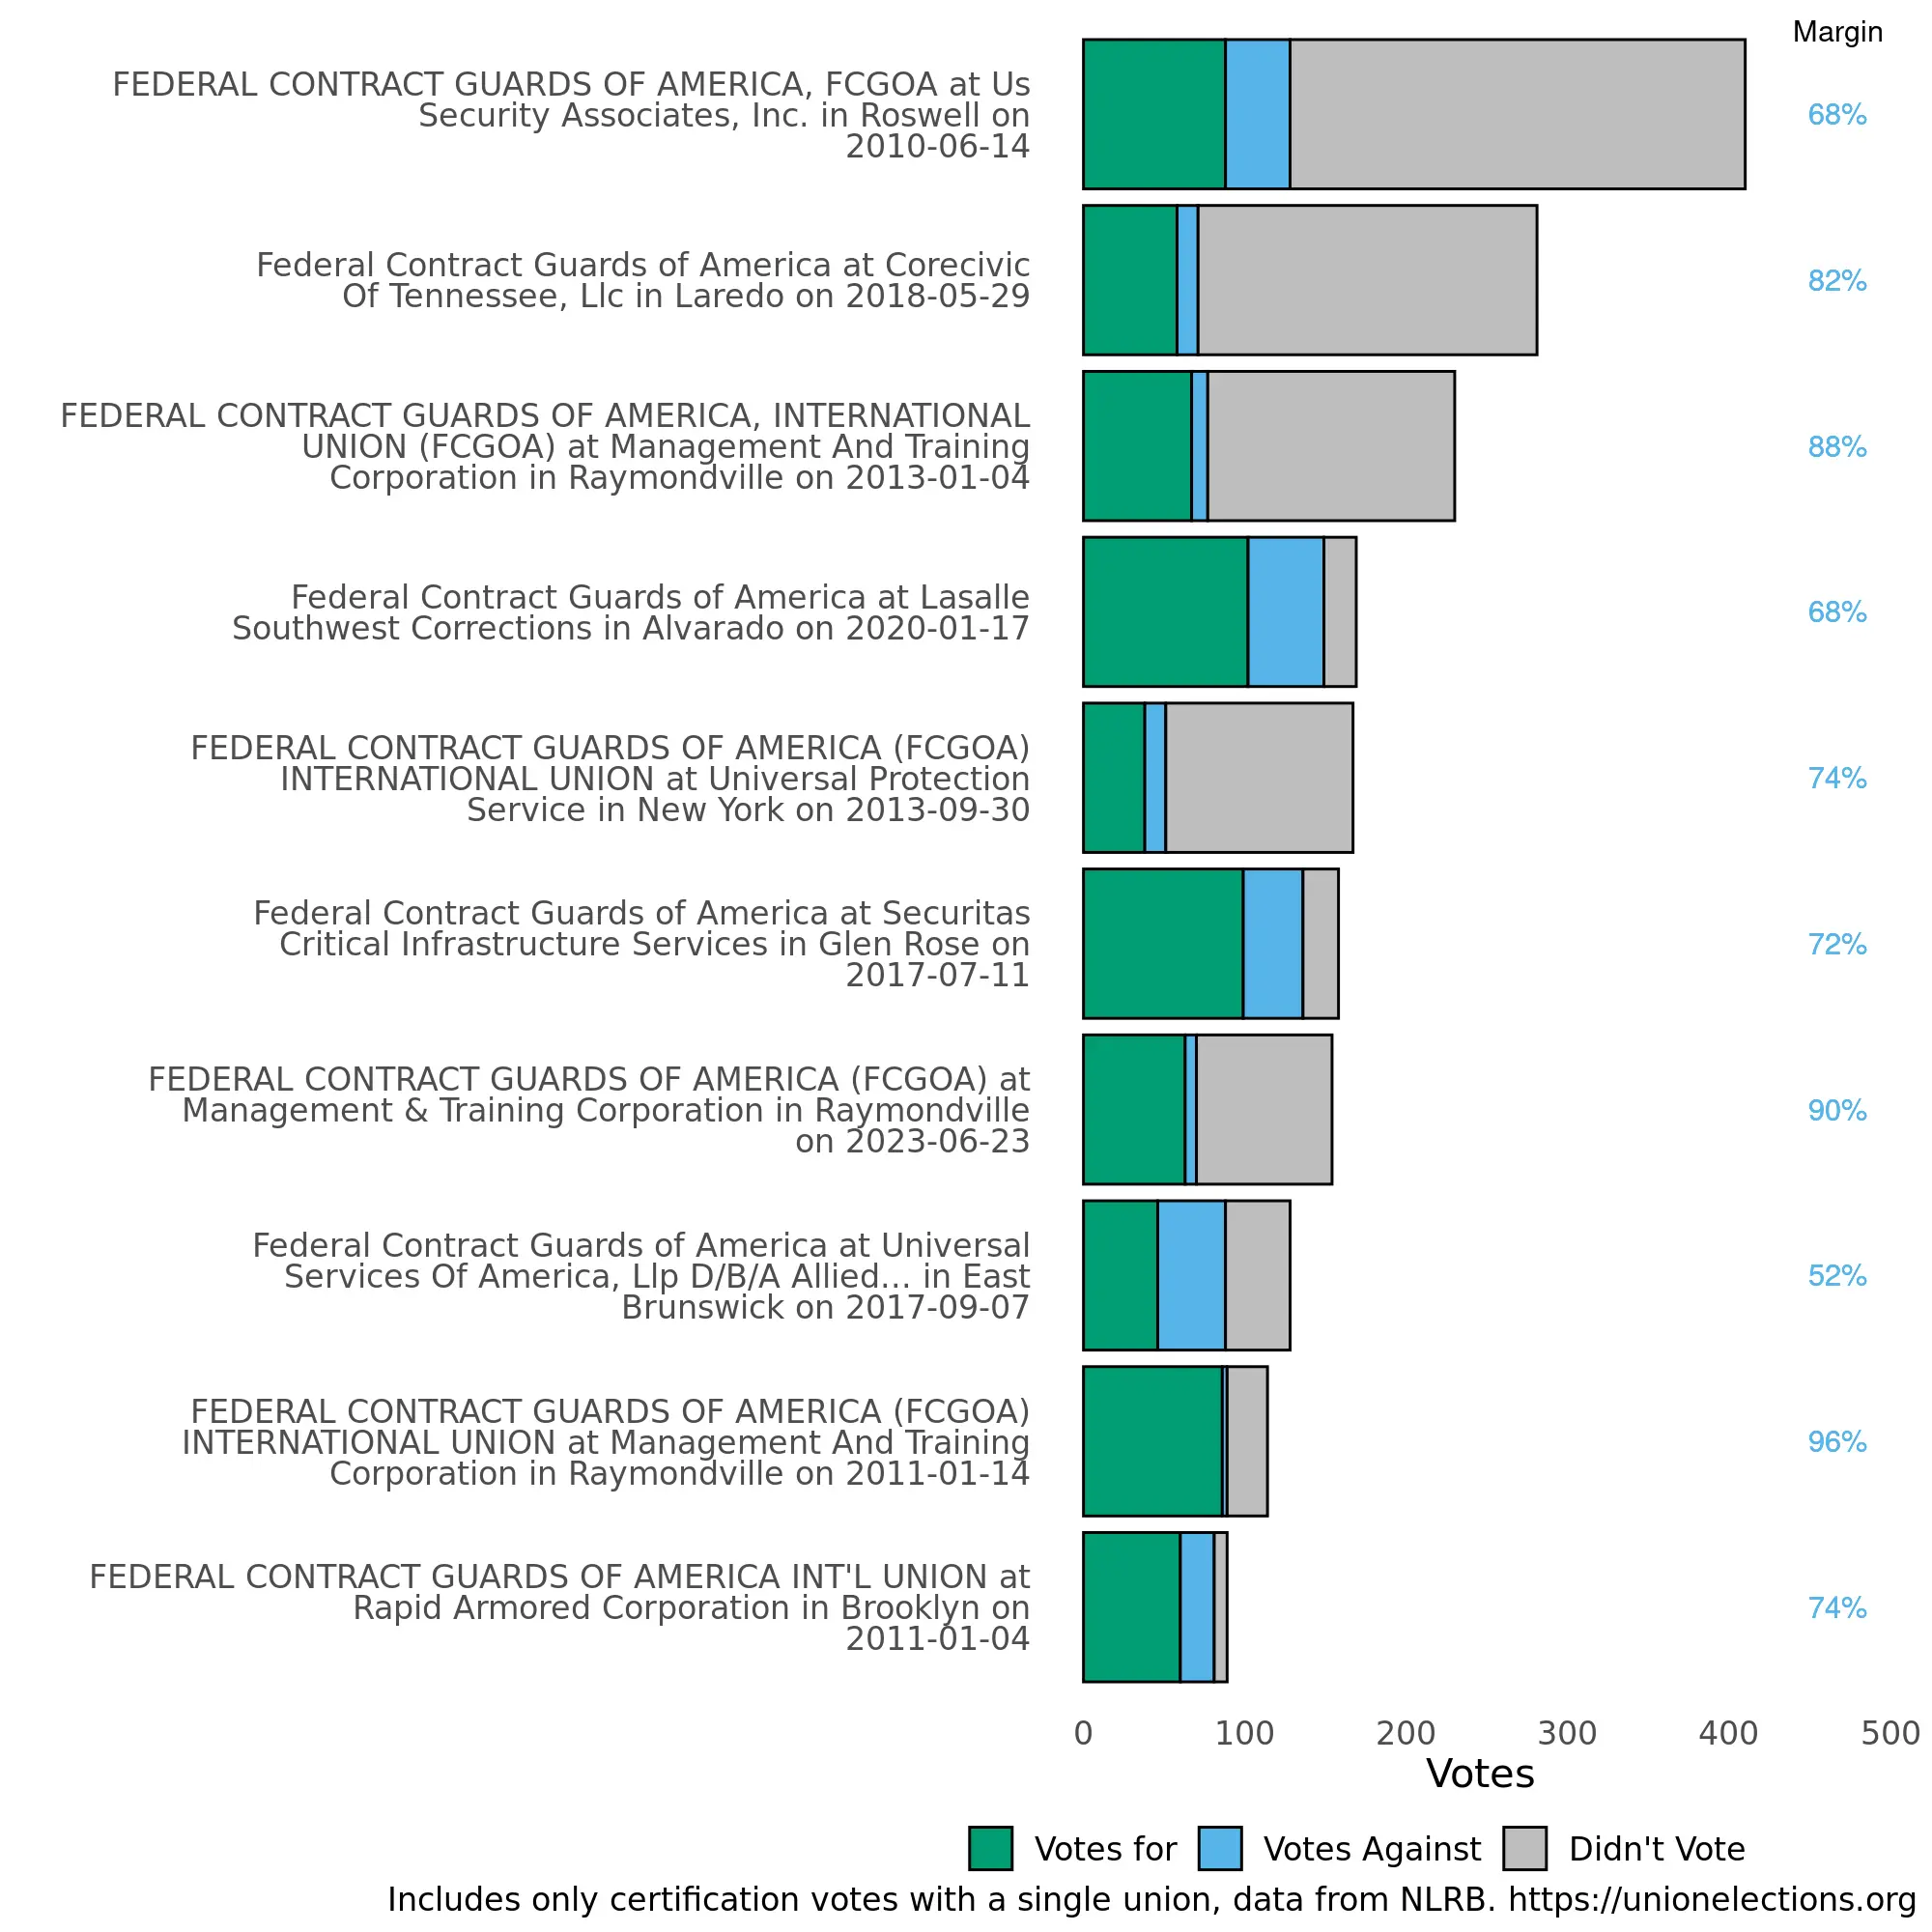 Margin
FEDERAL CONTRACT GUARDS OF AMERICA, FCGOA at Us
Security Associates, Inc. in Roswell on
2010-06-14
68%
Federal Contract Guards of America at Corecivic
Of Tennessee, Llc in Laredo on 2018-05-29
82%
FEDERAL CONTRACT GUARDS OF AMERICA, INTERNATIONAL
UNION (FCGOA) at Management And Training
Corporation in Raymondville on 2013-01-04
88%
Federal Contract Guards of America at Lasalle
Southwest Corrections in Alvarado on 2020-01-17
68%
FEDERAL CONTRACT GUARDS OF AMERICA (FCGOA)
INTERNATIONAL UNION at Universal Protection
Service in New York on 2013-09-30
74%
Federal Contract Guards of America at Securitas
Critical Infrastructure Services in Glen Rose on
2017-07-11
72%
FEDERAL CONTRACT GUARDS OF AMERICA (FCGOA) at
Management & Training Corporation in Raymondville
on 2023-06-23
90%
Federal Contract Guards of America at Universal
Services Of America, Llp D/B/A Allied... in East
Brunswick on 2017-09-07
52%
FEDERAL CONTRACT GUARDS OF AMERICA (FCGOA)
INTERNATIONAL UNION at Management And Training
Corporation in Raymondville on 2011-01-14
96%
FEDERAL CONTRACT GUARDS OF AMERICA INT'L UNION at
Rapid Armored Corporation in Brooklyn on
2011-01-04
74%
0 100 200 300 400 500
Votes
Votes for Votes Against Didn't Vote
Includes only certification votes with a single union, data from NLRB. https://unionelections.org